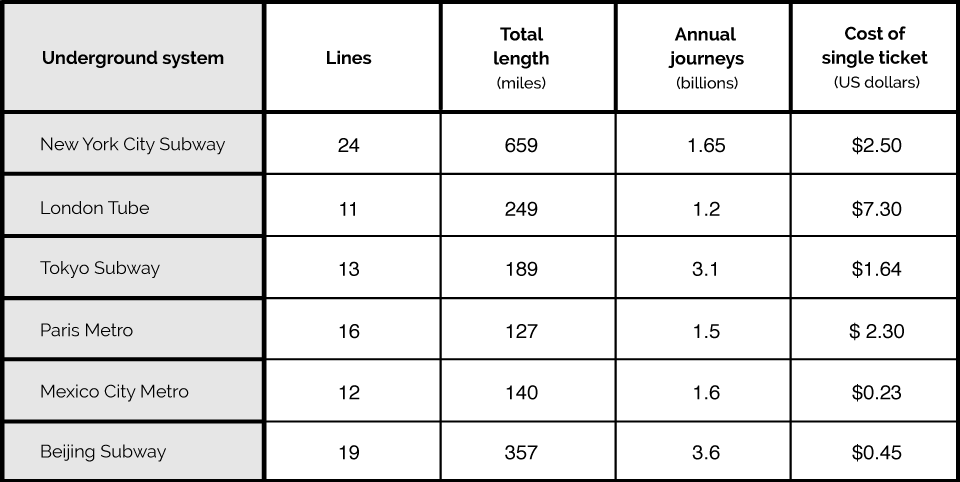 Underground system Lines Total length (miles) Annual journeys (billions) Cost of single ticket (US dollars)
New York City Subway 24 659 1.65 $2.50
London Tube 11 249 1.2 $7.30
Tokyo Subway 13 189 3.1 $1.64
Paris Metro 16 127 1.5 $ 2.30
Mexico City Metro 12 140 1.6 $0.23
Beijing Subway 19 357 3.6 $0.45